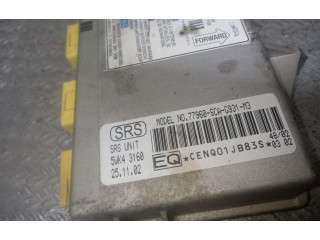 FORWARD
SRS
MODEL NO.77960-SCA-G931-M3
SRS UNIT
5WK4 3160
25.11.02
48/02
EQ *CENQ01JB83S* 03 02